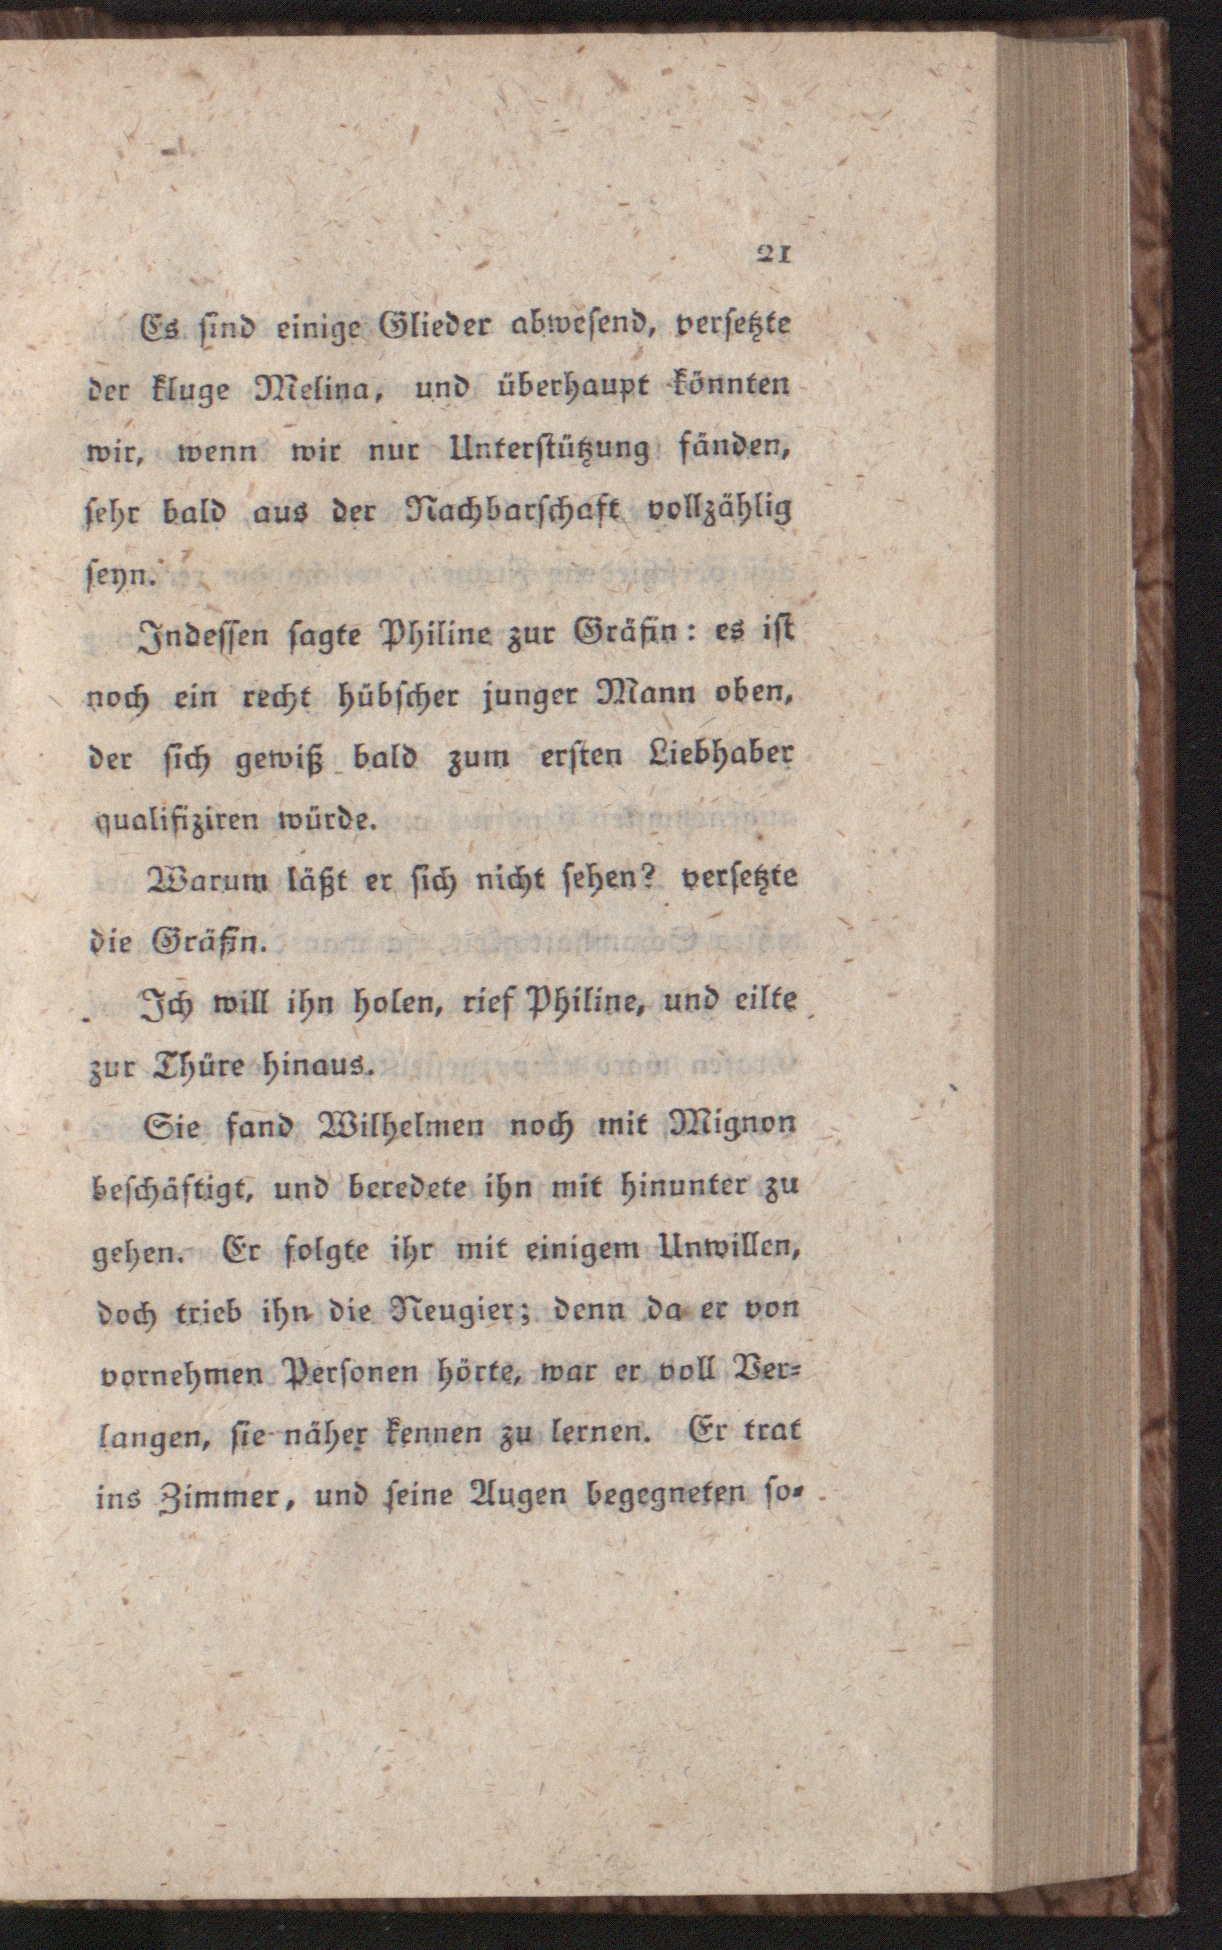 21
Es sind einige Glieder abwesend, versetzte
der kluge Melina, und überhaupt könnten
wir, wenn wir nur Unterstützung fänden,
sehr bald aus der Nachbarschaft vollzählig
seyn.
Indessen sagte Philine zur Gräfin: es ist
noch ein recht hübscher junger Mann oben,
der sich gewiß bald zum ersten Liebhaber
qualifiziren würde.
Warum läßt er sich nicht sehen? versetzte
die Gräfin.
Ich will ihn holen, rief Philine, und eilte
zur Thüre hinaus.
Sie fand Wilhelmen noch mit Mignon
beschäftigt, und beredete ihn mit hinunter zu
gehen. Er folgte ihr mit einigem Unwillen,
doch trieb ihn die Neugier; denn da er von
vornehmen Personen hörte, war er voll Ver-
langen, sie näher kennen zu lernen. Er trat
ins Zimmer, und seine Augen begegneten so-